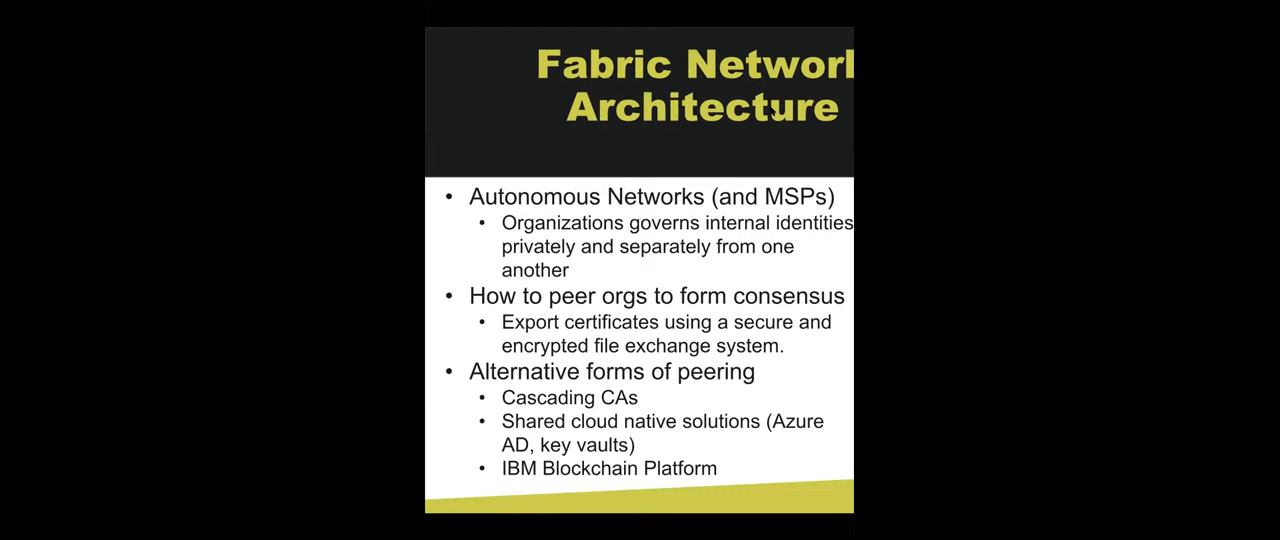 Fabric Network
Architecture
• Autonomous Networks (and MSPs)
• Organizations governs internal identities
privately and separately from one
another
• How to peer orgs to form consensus
• Export certificates using a secure and
encrypted file exchange system.
• Alternative forms of peering
• Cascading CAs
• Shared cloud native solutions (Azure
AD, key vaults)
• IBM Blockchain Platform